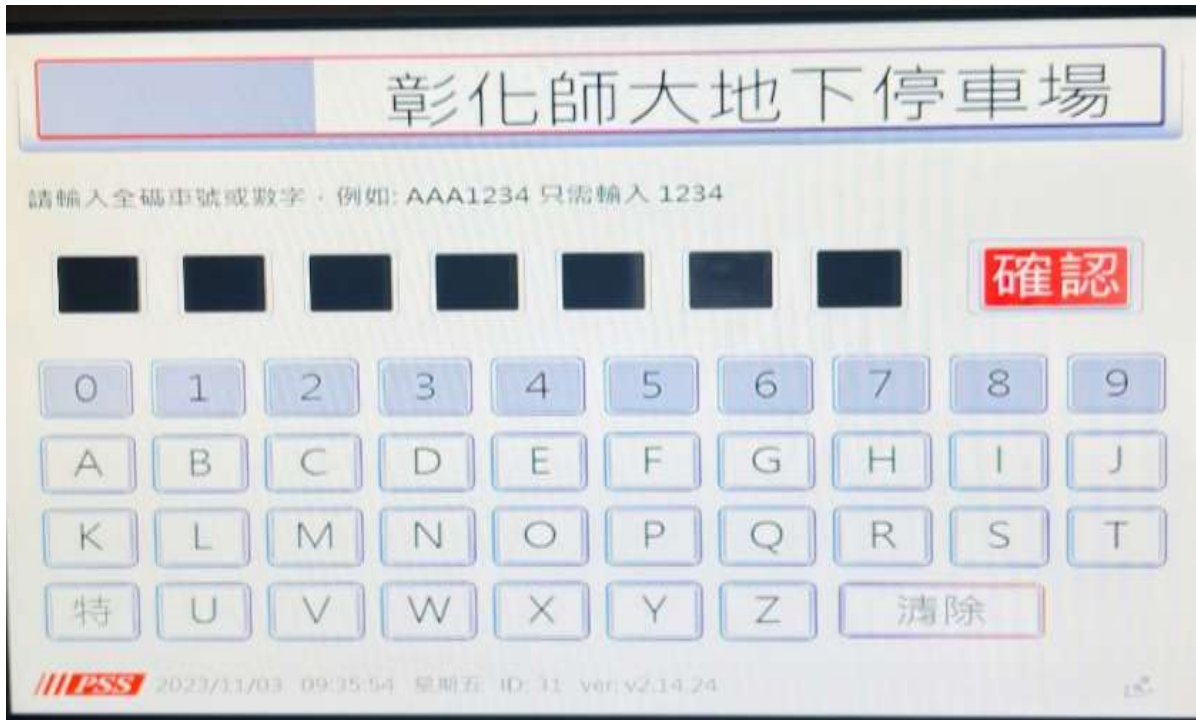 彰化師大地下停車場
請輸入全碼車號或數字，例如: AAA1234 只需輸入 1234
確認
0 1 2 3 4 5 6 7 8 9
A B C D E F G H I J
K L M N O P Q R S T
特 U V W X Y Z 清除
PSS 2023/11/03 09:35:54 星期五 ID: 31 ver: v2.14.24